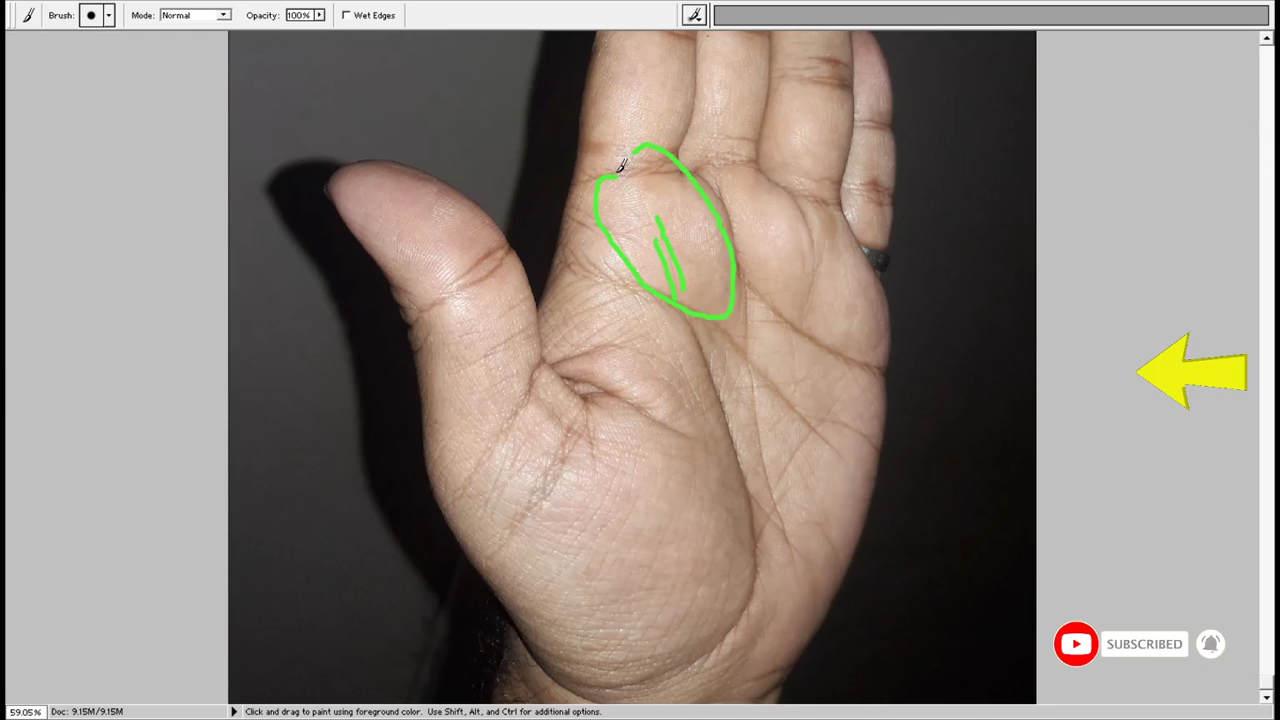 Brush: Mode: Normal Opacity: 100% Wet Edges
SUBSCRIBED
59.05% Doc: 9.15M/9.15M Click and drag to paint using foreground color. Use Shift, Alt, and Ctrl for additional options.